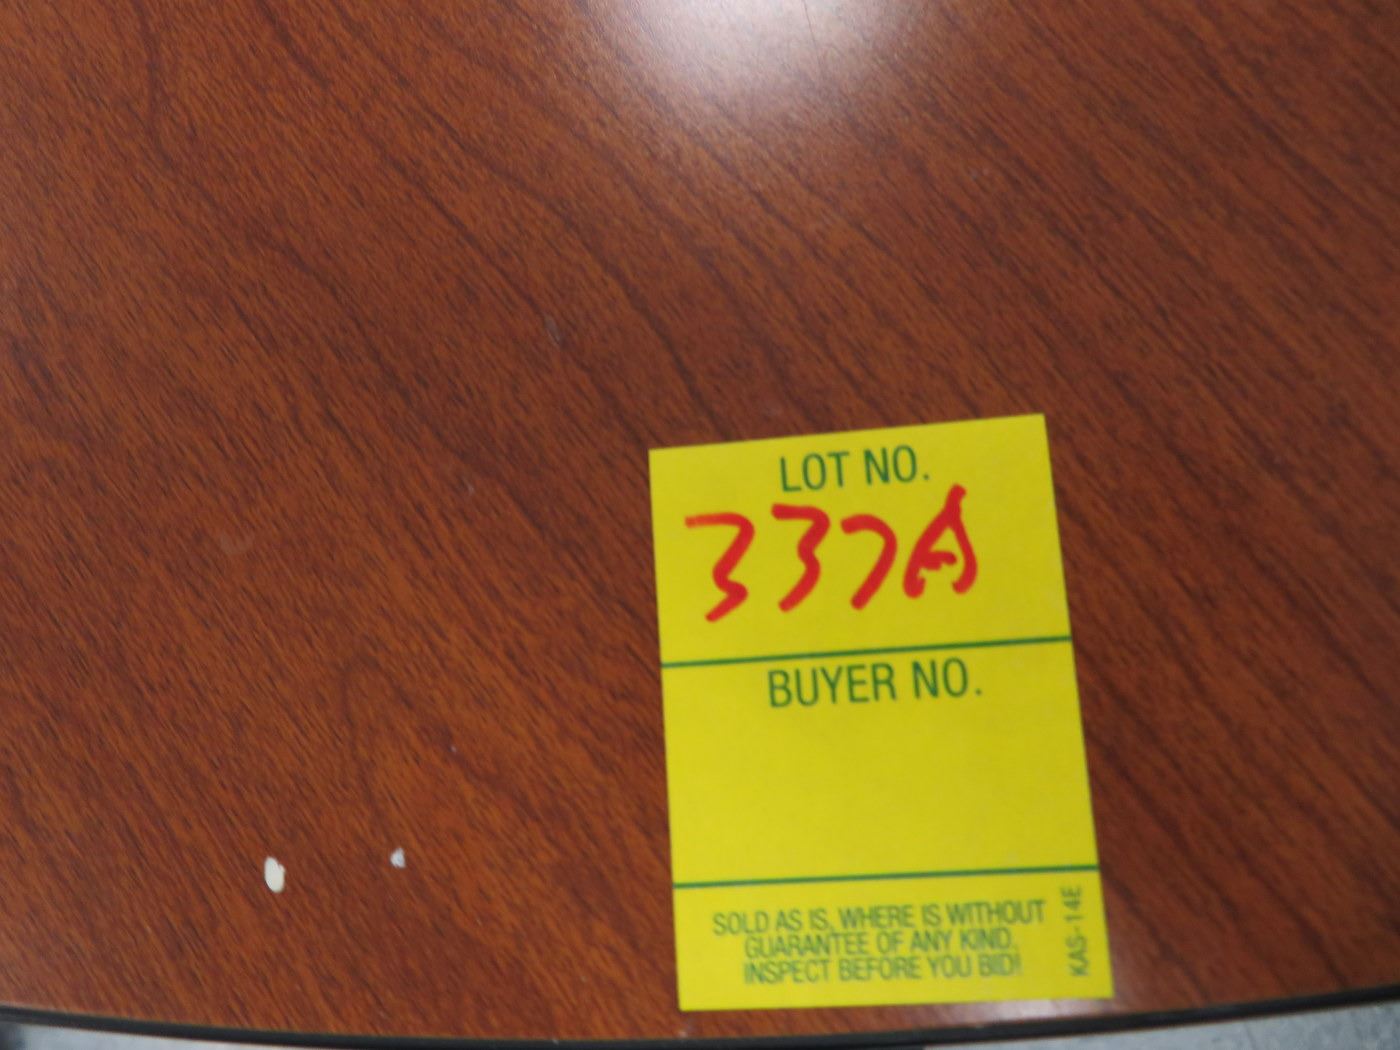 LOT NO.
337A
BUYER NO.
SOLD AS IS, WHERE IS WITHOUT
GUARANTEE OF ANY KIND.
INSPECT BEFORE YOU BID!
KAS-14E